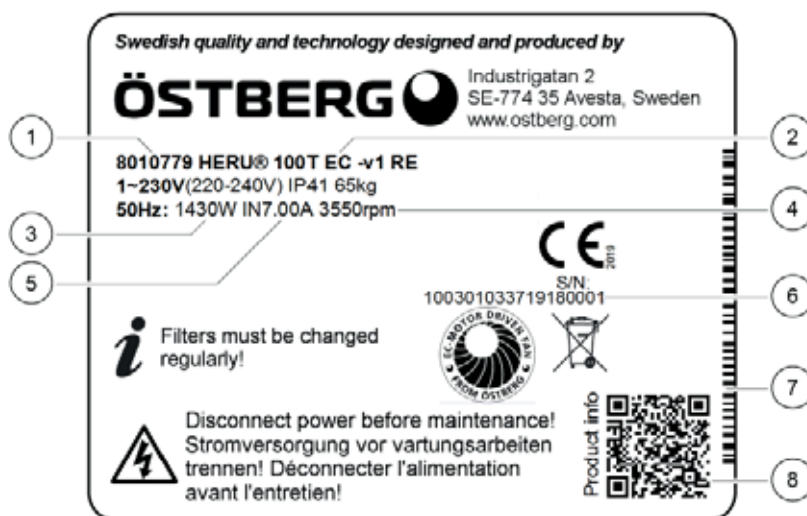 Swedish quality and technology designed and produced by
ÖSTBERG
Industrigatan 2
SE-774 35 Avesta, Sweden
www.ostberg.com
1
2
8010779 HERU® 100T EC -v1 RE
1~230V(220-240V) IP41 65kg
50Hz: 1430W IN7.00A 3550rpm
3
4
5
CE
2019
S/N:
100301033719180001
6
EC-MOTOR DRIVEN FAN
FROM ÖSTBERG
i
Filters must be changed
regularly!
7
Product info
Disconnect power before maintenance!
Stromversorgung vor vartungsarbeiten
trennen! Déconnecter l'alimentation
avant l'entretien!
8